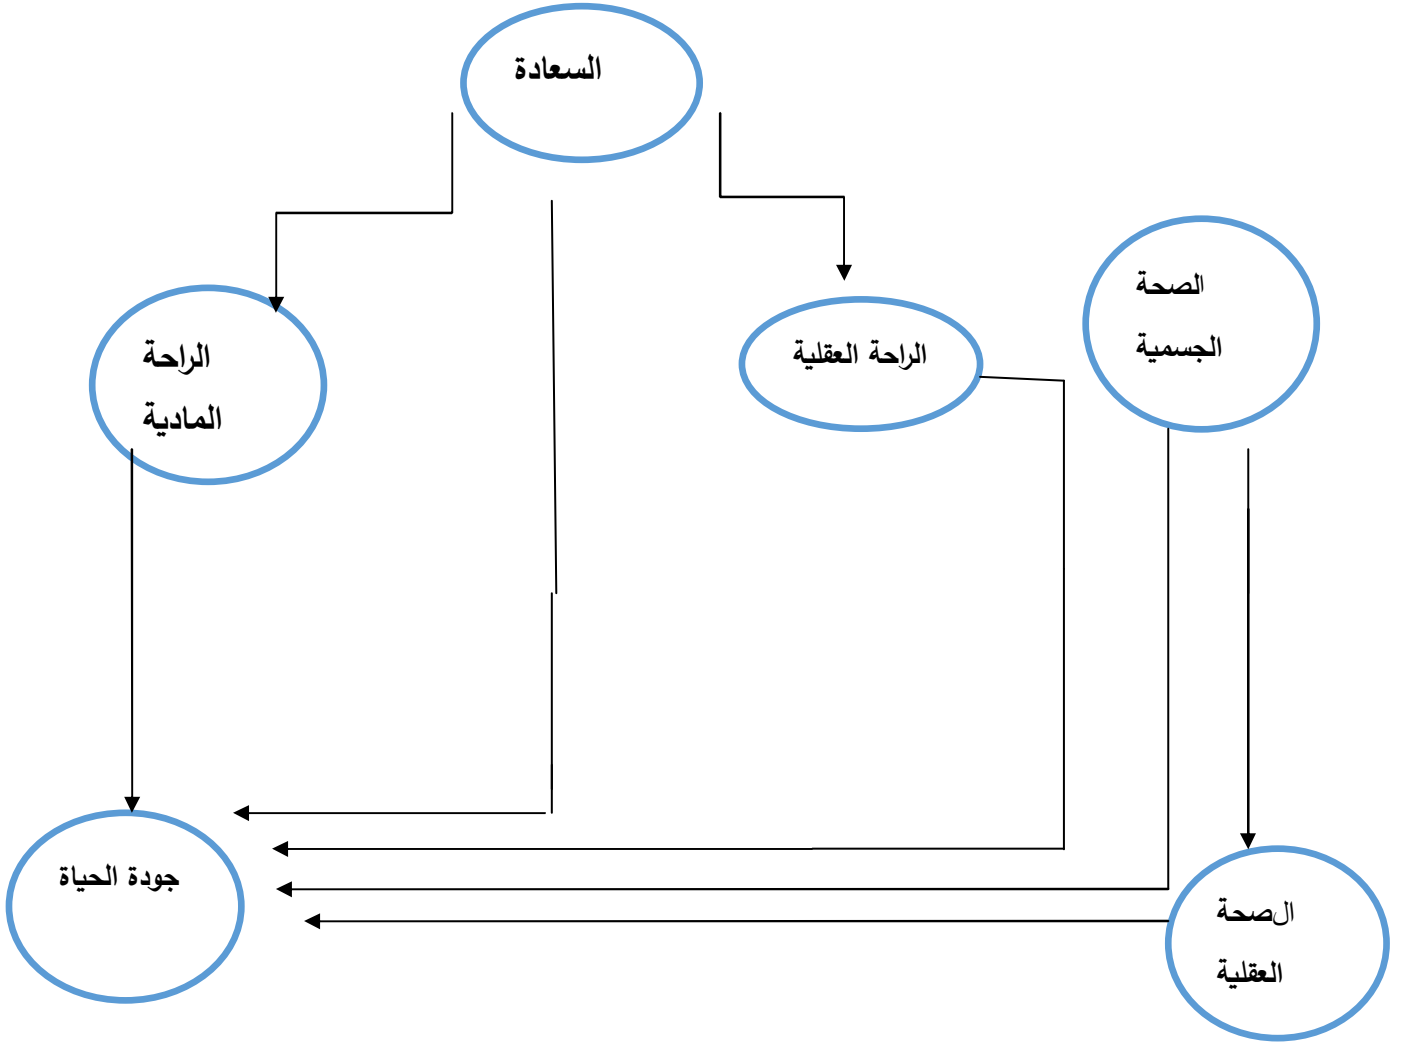 السعادة
الصحة
الجسمية
الراحة العقلية
الراحة
المادية
جودة الحياة
الصحة
العقلية